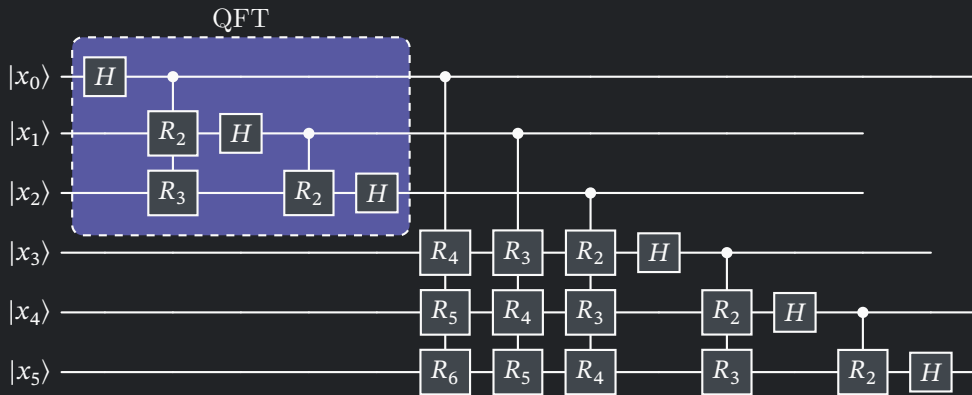 QFT
|x₀⟩ H
|x₁⟩ R₂ H
|x₂⟩ R₃ R₂ H
|x₃⟩ R₄ R₃ R₂ H
|x₄⟩ R₅ R₄ R₃ R₂ H
|x₅⟩ R₆ R₅ R₄ R₃ R₂ H